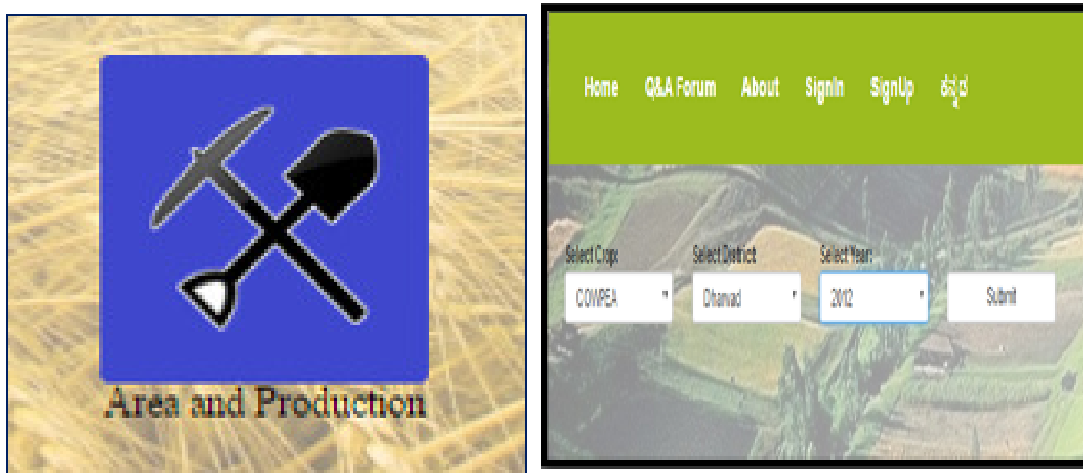 Area and Production
Home Q&A Forum About SignIn SignUp ಕನ್ನಡ
Select Crop: Select District: Select Year:
COWPEA Dharwad 2012 Submit